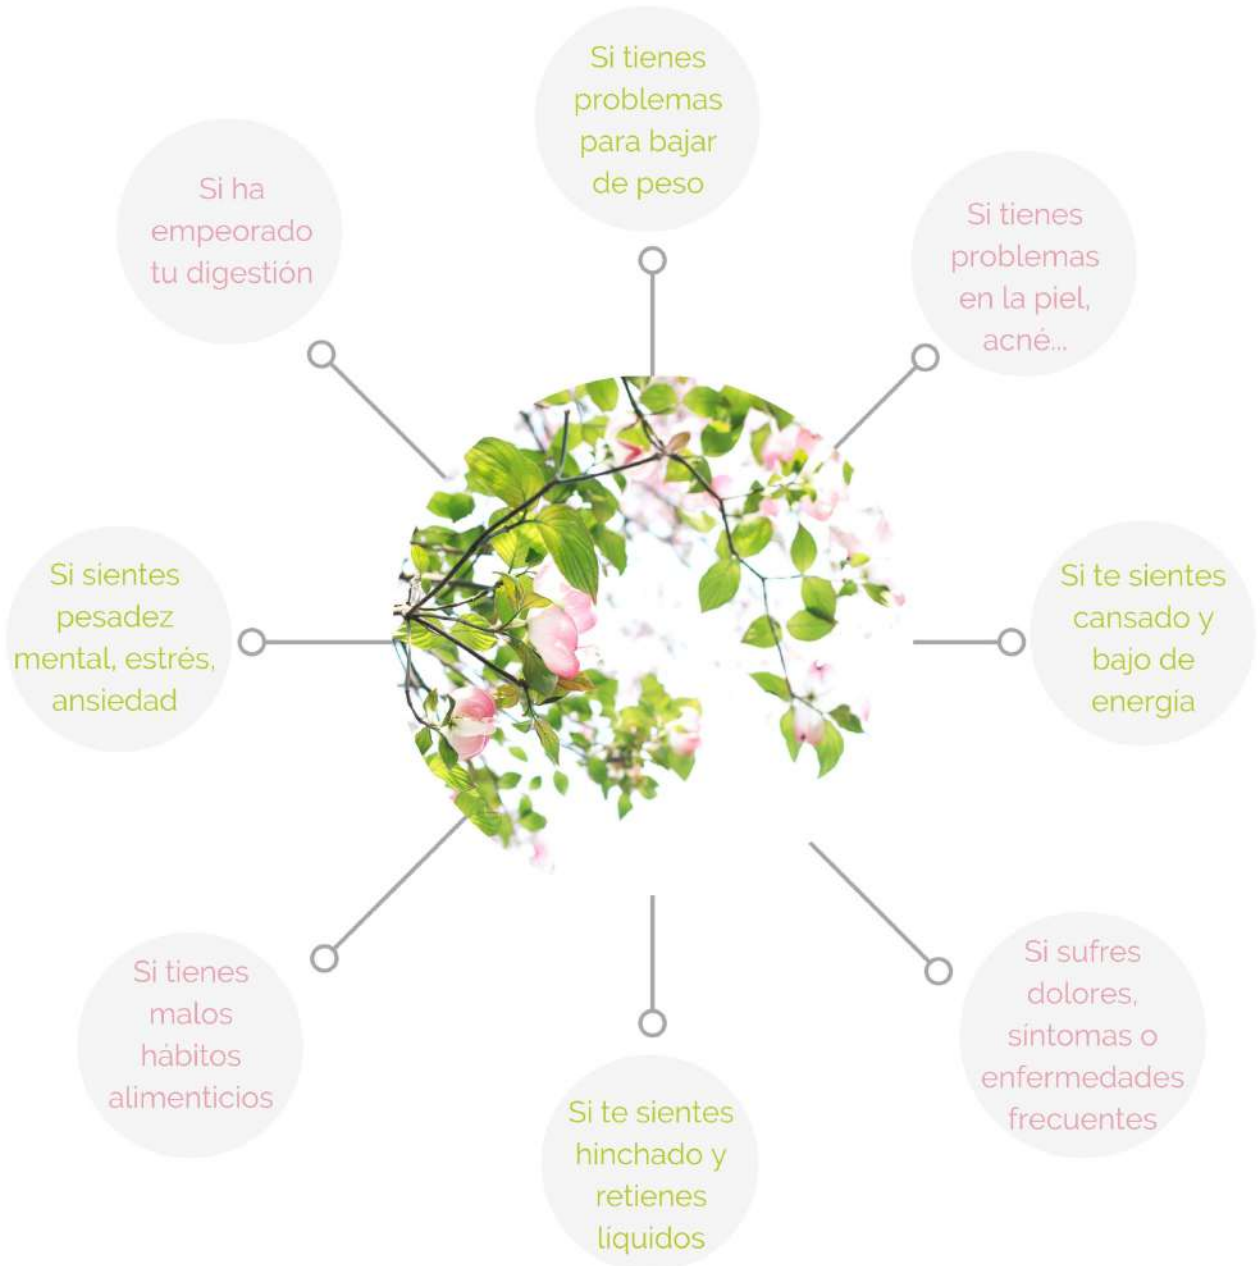 Si tienes
problemas
para bajar
de peso
Si tienes
problemas
en la piel,
acné...
Si te sientes
cansado y
bajo de
energía
Si sufres
dolores,
síntomas o
enfermedades
frecuentes
Si te sientes
hinchado y
retienes
líquidos
Si tienes
malos
hábitos
alimenticios
Si sientes
pesadez
mental, estrés,
ansiedad
Si ha
empeorado
tu digestión